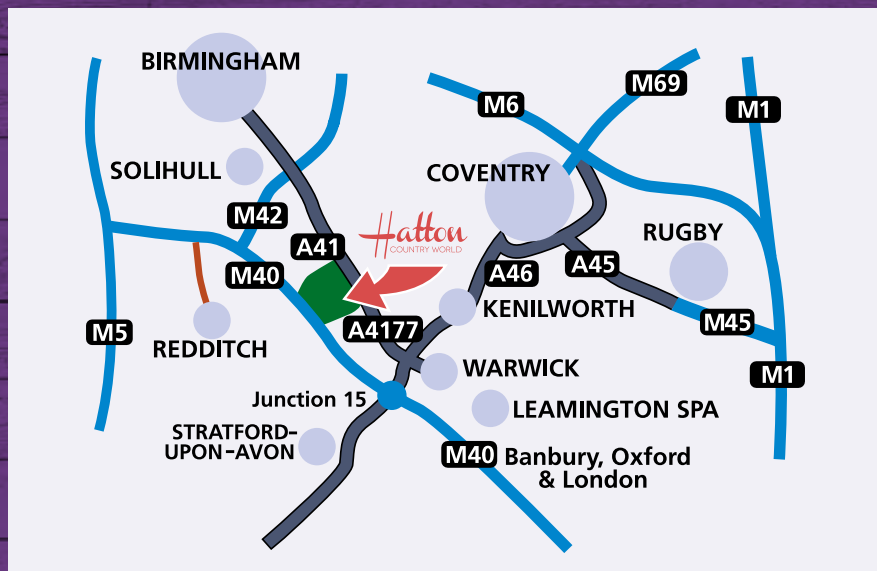 BIRMINGHAM
M6
M69
M1
SOLIHULL
COVENTRY
M42
Hatton
COUNTRY WORLD
RUGBY
A41
M40
A46
A45
KENILWORTH
M5
A4177
M45
REDDITCH
WARWICK
M1
Junction 15
LEAMINGTON SPA
STRATFORD-
UPON-AVON
M40
Banbury, Oxford
& London